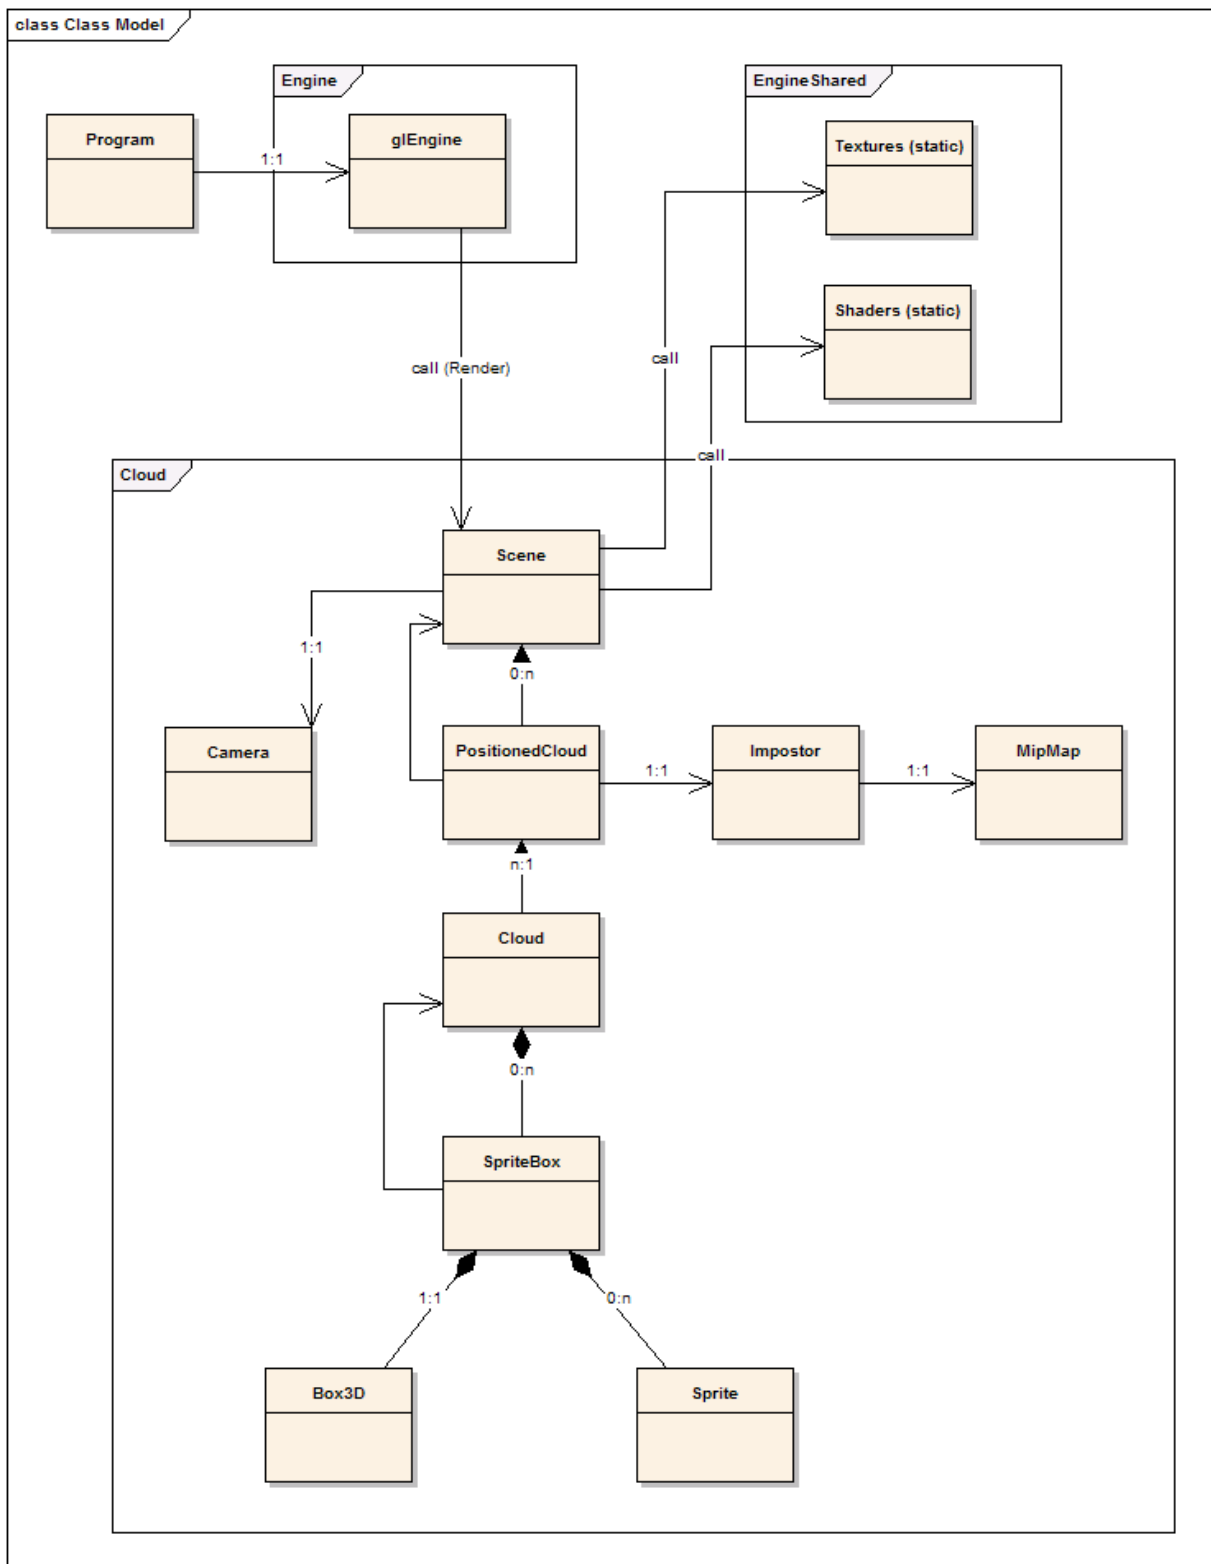 class Class Model
Engine
EngineShared
Program
glEngine
Textures (static)
1:1
Shaders (static)
call
call (Render)
call
Cloud
Scene
1:1
0:n
Camera
PositionedCloud
Impostor
MipMap
1:1
1:1
n:1
Cloud
0:n
SpriteBox
1:1
0:n
Box3D
Sprite